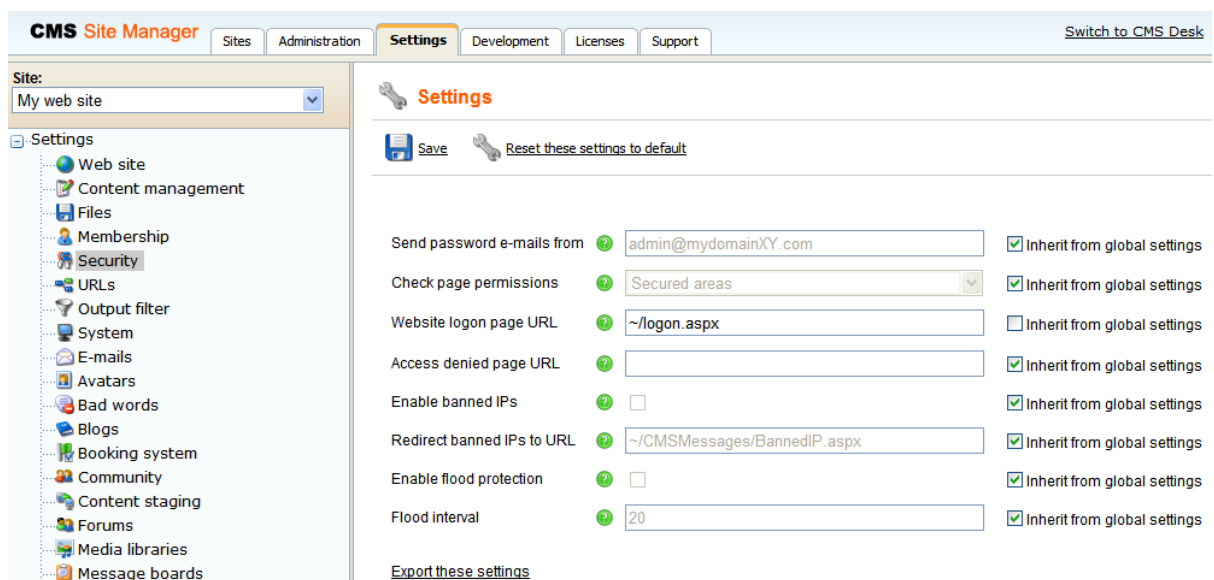 CMS Site Manager
Sites
Administration
Settings
Development
Licenses
Support
Switch to CMS Desk
Site:
My web site
Settings
Web site
Content management
Files
Membership
Security
URLs
Output filter
System
E-mails
Avatars
Bad words
Blogs
Booking system
Community
Content staging
Forums
Media libraries
Message boards
Settings
Save
Reset these settings to default
Send password e-mails from ? admin@mydomainXY.com Inherit from global settings
Check page permissions ? Secured areas Inherit from global settings
Website logon page URL ? ~/logon.aspx Inherit from global settings
Access denied page URL ? Inherit from global settings
Enable banned IPs ? Inherit from global settings
Redirect banned IPs to URL ? ~/CMSMessages/BannedIP.aspx Inherit from global settings
Enable flood protection ? Inherit from global settings
Flood interval ? 20 Inherit from global settings
Export these settings